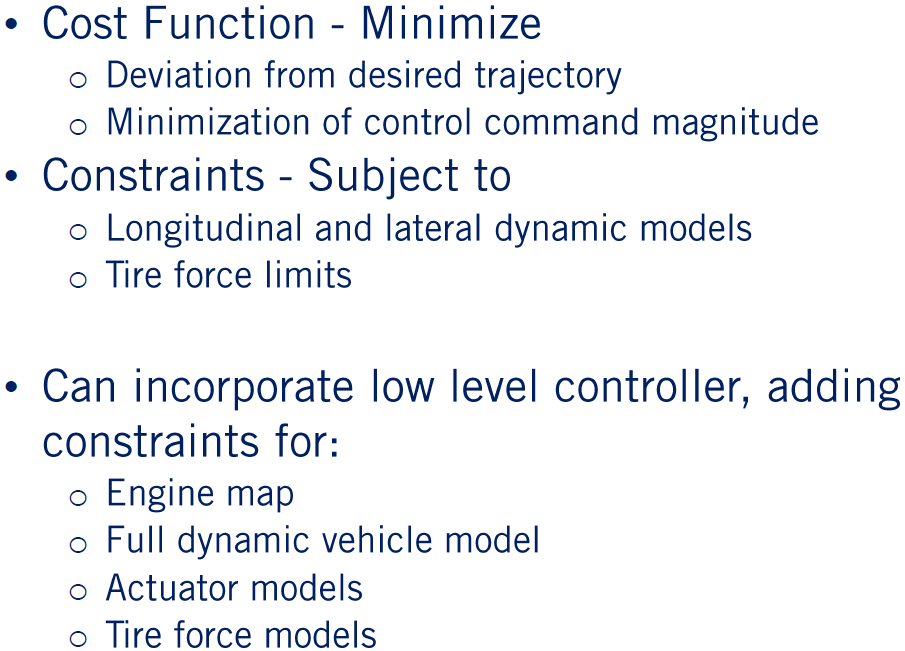 • Cost Function - Minimize
o Deviation from desired trajectory
o Minimization of control command magnitude
• Constraints - Subject to
o Longitudinal and lateral dynamic models
o Tire force limits
• Can incorporate low level controller, adding
constraints for:
o Engine map
o Full dynamic vehicle model
o Actuator models
o Tire force models